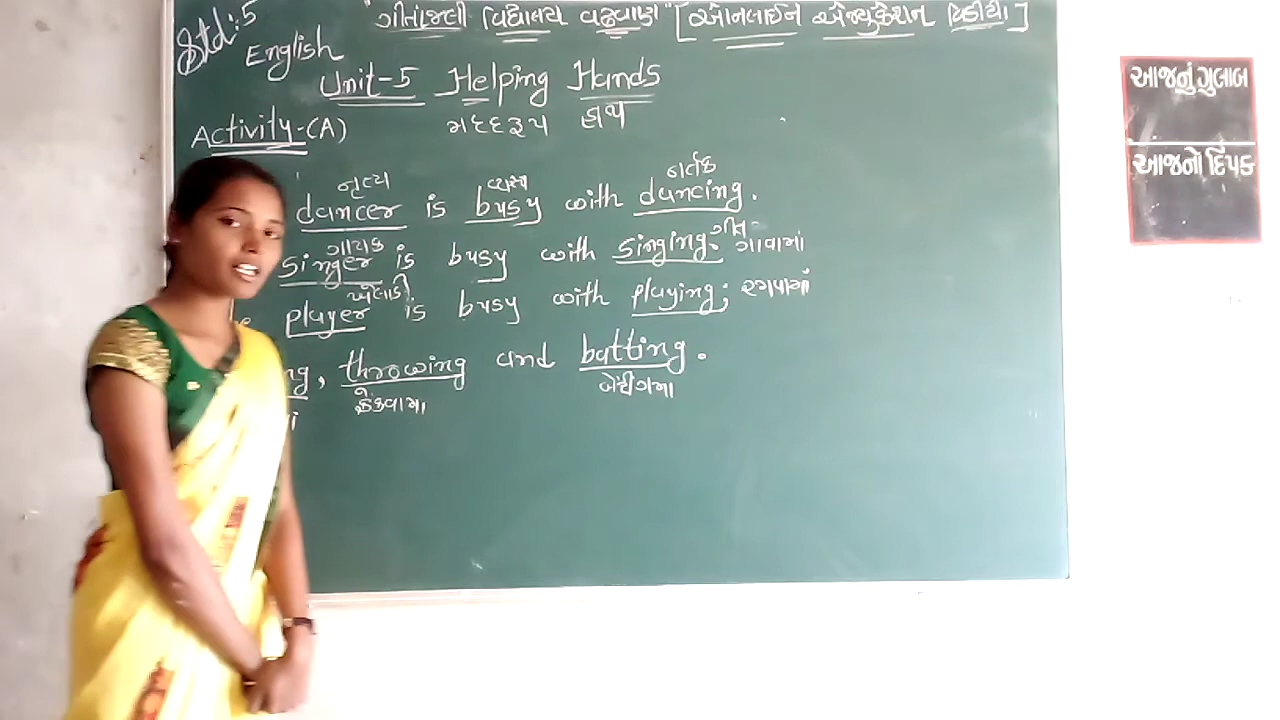 Std:5 "ગીતાંજલી વિદ્યાલય વઢવાણ" [ઓનલાઈન એજ્યુકેશન વિડીયો]
English
Unit-5 Helping Hands
મદદરૂપ હાથ
Activity-(A)
નૃત્ય વ્યસ્ત નર્તક
dancer is busy with dancing.
ગાયક ગીત
singer is busy with singing. ગાવામાં
ખેલાડી
player is busy with playing; રમવામાં
ng, throwing and batting.
ફેંકવામા બેટીંગમા
આજનું ગુલાબ
આજનો દિપક